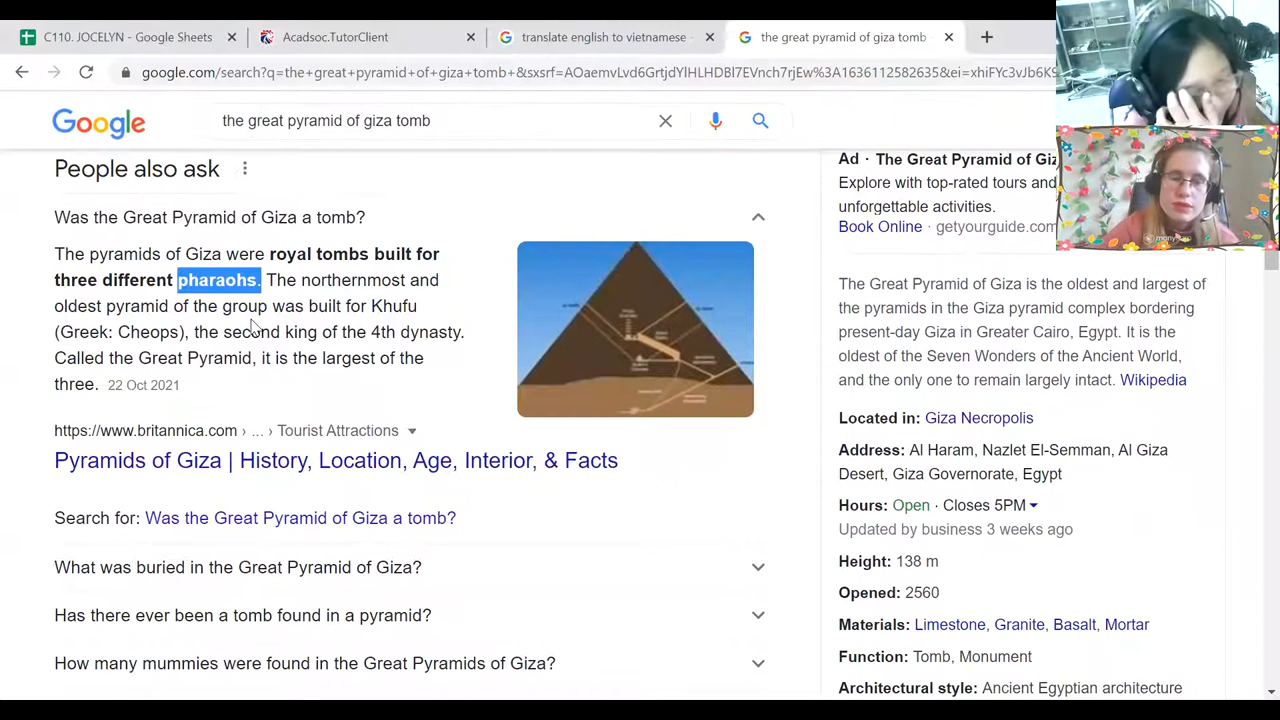 C110. JOCELYN - Google Sheets
Acadsoc.TutorClient
translate english to vietnamese -
the great pyramid of giza tomb
google.com/search?q=the+great+pyramid+of+giza+tomb+&sxsrf=AOaemvLvd6GrtjdYlHLHDBl7EVnch7rjEw%3A1636112582635&ei=xhiFYc3vJb6K9
Google
the great pyramid of giza tomb
People also ask
Was the Great Pyramid of Giza a tomb?
The pyramids of Giza were royal tombs built for
three different pharaohs. The northernmost and
oldest pyramid of the group was built for Khufu
(Greek: Cheops), the second king of the 4th dynasty.
Called the Great Pyramid, it is the largest of the
three. 22 Oct 2021
https://www.britannica.com › ... › Tourist Attractions
Pyramids of Giza | History, Location, Age, Interior, & Facts
Search for: Was the Great Pyramid of Giza a tomb?
What was buried in the Great Pyramid of Giza?
Has there ever been a tomb found in a pyramid?
How many mummies were found in the Great Pyramids of Giza?
Ad · The Great Pyramid of Giz
Explore with top-rated tours and
unforgettable activities.
Book Online · getyourguide.com
The Great Pyramid of Giza is the oldest and largest of
the pyramids in the Giza pyramid complex bordering
present-day Giza in Greater Cairo, Egypt. It is the
oldest of the Seven Wonders of the Ancient World,
and the only one to remain largely intact. Wikipedia
Located in: Giza Necropolis
Address: Al Haram, Nazlet El-Semman, Al Giza
Desert, Giza Governorate, Egypt
Hours: Open · Closes 5PM
Updated by business 3 weeks ago
Height: 138 m
Opened: 2560
Materials: Limestone, Granite, Basalt, Mortar
Function: Tomb, Monument
Architectural style: Ancient Egyptian architecture